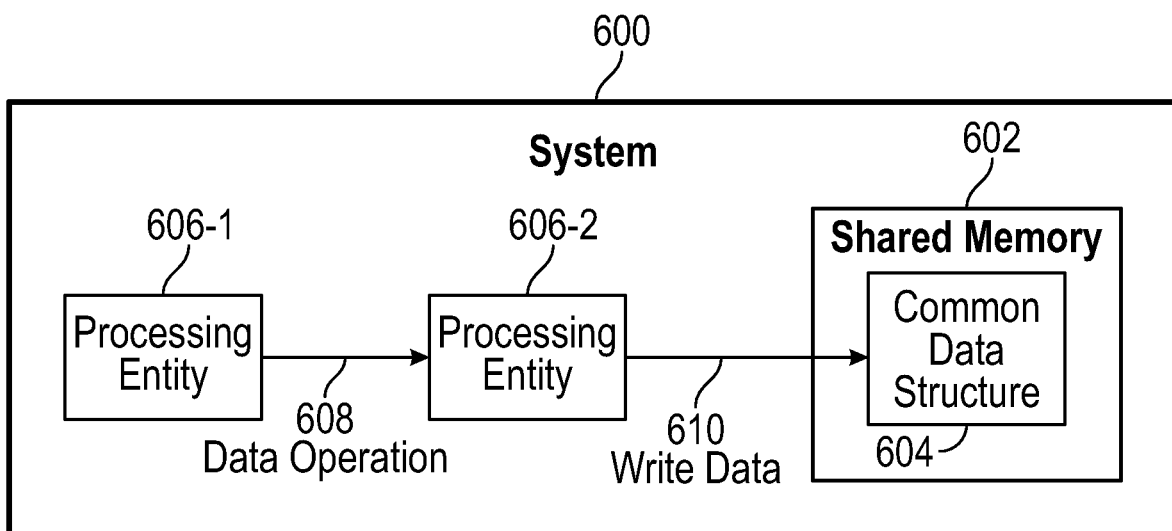 600
System
602
606-1
606-2
Shared Memory
Processing
Entity
Processing
Entity
Common
Data
Structure
608
Data Operation
610
Write Data
604